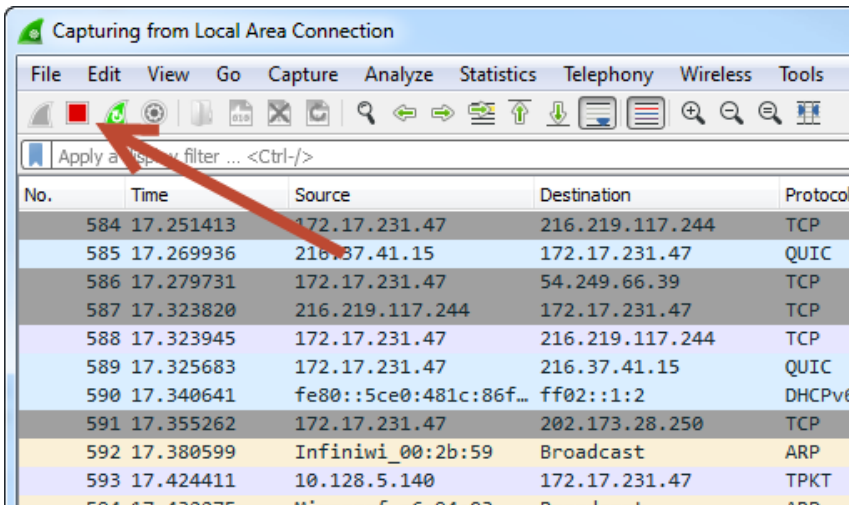 Capturing from Local Area Connection
File Edit View Go Capture Analyze Statistics Telephony Wireless Tools
Apply a display filter ... <Ctrl-/>
No. Time Source Destination Protocol
584 17.251413 172.17.231.47 216.219.117.244 TCP
585 17.269936 216.37.41.15 172.17.231.47 QUIC
586 17.279731 172.17.231.47 54.249.66.39 TCP
587 17.323820 216.219.117.244 172.17.231.47 TCP
588 17.323945 172.17.231.47 216.219.117.244 TCP
589 17.325683 172.17.231.47 216.37.41.15 QUIC
590 17.340641 fe80::5ce0:481c:86f… ff02::1:2 DHCPv6
591 17.355262 172.17.231.47 202.173.28.250 TCP
592 17.380599 Infiniwi_00:2b:59 Broadcast ARP
593 17.424411 10.128.5.140 172.17.231.47 TPKT